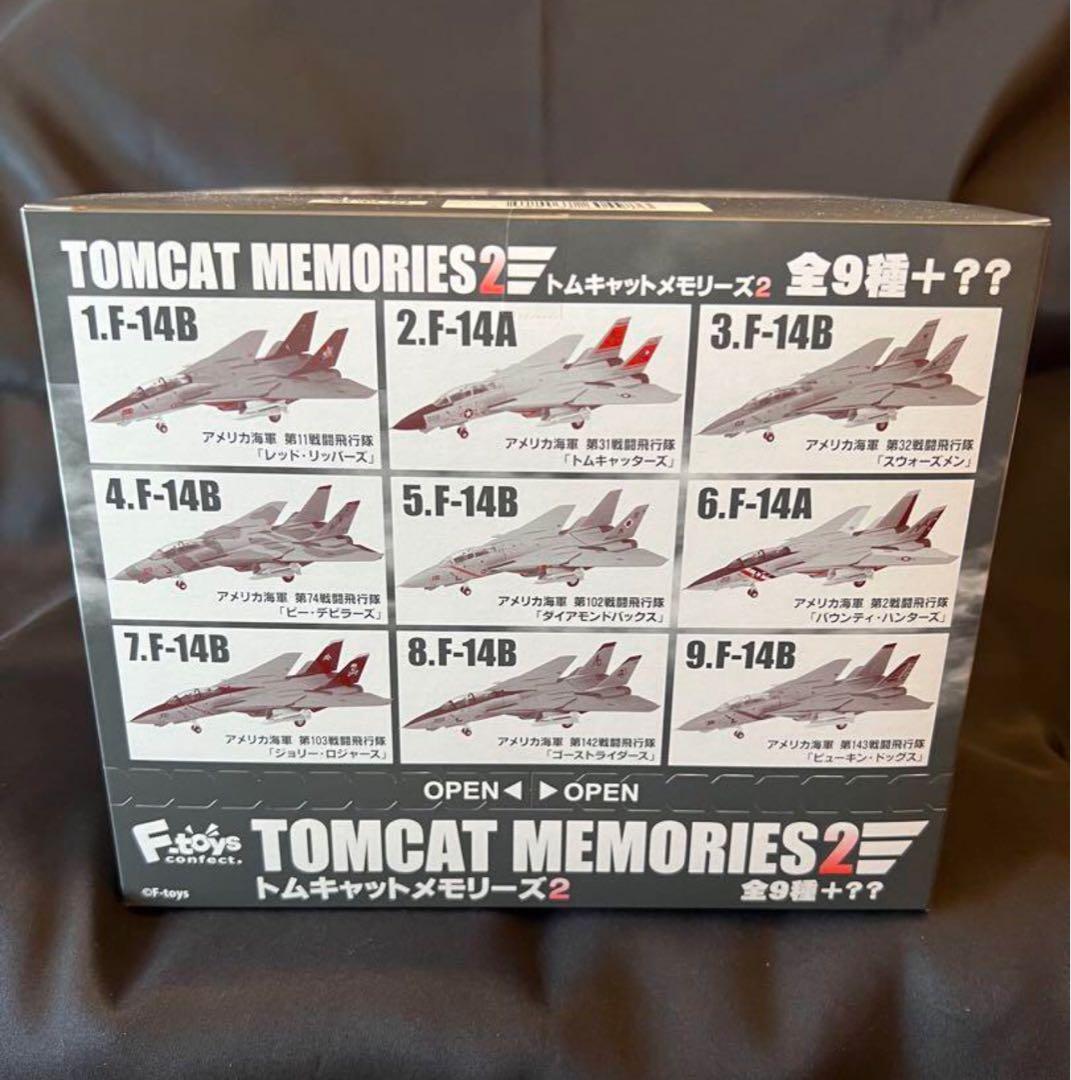 TOMCAT MEMORIES2 トムキャットメモリーズ2 全9種+??
1.F-14B
アメリカ海軍 第11戦闘飛行隊
「レッド・リッパーズ」
2.F-14A
アメリカ海軍 第31戦闘飛行隊
「トムキャッターズ」
3.F-14B
アメリカ海軍 第32戦闘飛行隊
「スウォーズメン」
4.F-14B
アメリカ海軍 第74戦闘飛行隊
「ビー・デビラーズ」
5.F-14B
アメリカ海軍 第102戦闘飛行隊
「ダイアモンドバックス」
6.F-14A
アメリカ海軍 第2戦闘飛行隊
「バウンティ・ハンターズ」
7.F-14B
アメリカ海軍 第103戦闘飛行隊
「ジョリー・ロジャース」
8.F-14B
アメリカ海軍 第142戦闘飛行隊
「ゴーストライダース」
9.F-14B
アメリカ海軍 第143戦闘飛行隊
「ピューキン・ドッグス」
OPEN◀ ▶OPEN
F-toys
confect.
©F-toys
TOMCAT MEMORIES2
トムキャットメモリーズ2
全9種+??